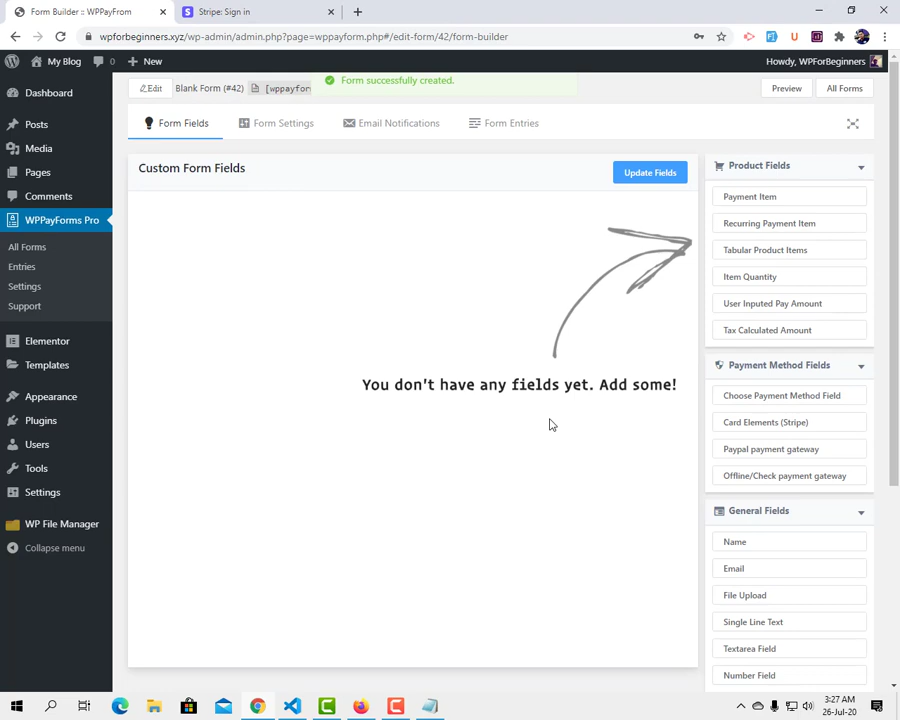 Form Builder :: WPPayFrom
Stripe: Sign in
wpforbeginners.xyz/wp-admin/admin.php?page=wppayform.php#/edit-form/42/form-builder
My Blog
0
New
Howdy, WPForBeginners
Dashboard
Posts
Media
Pages
Comments
WPPayForms Pro
All Forms
Entries
Settings
Support
Elementor
Templates
Appearance
Plugins
Users
Tools
Settings
WP File Manager
Collapse menu
Form successfully created.
Edit
Blank Form (#42)
[wppayfor
Preview
All Forms
Form Fields
Form Settings
Email Notifications
Form Entries
Custom Form Fields
Update Fields
You don't have any fields yet. Add some!
Product Fields
Payment Item
Recurring Payment Item
Tabular Product Items
Item Quantity
User Inputed Pay Amount
Tax Calculated Amount
Payment Method Fields
Choose Payment Method Field
Card Elements (Stripe)
Paypal payment gateway
Offline/Check payment gateway
General Fields
Name
Email
File Upload
Single Line Text
Textarea Field
Number Field
3:27 AM
26-Jul-20